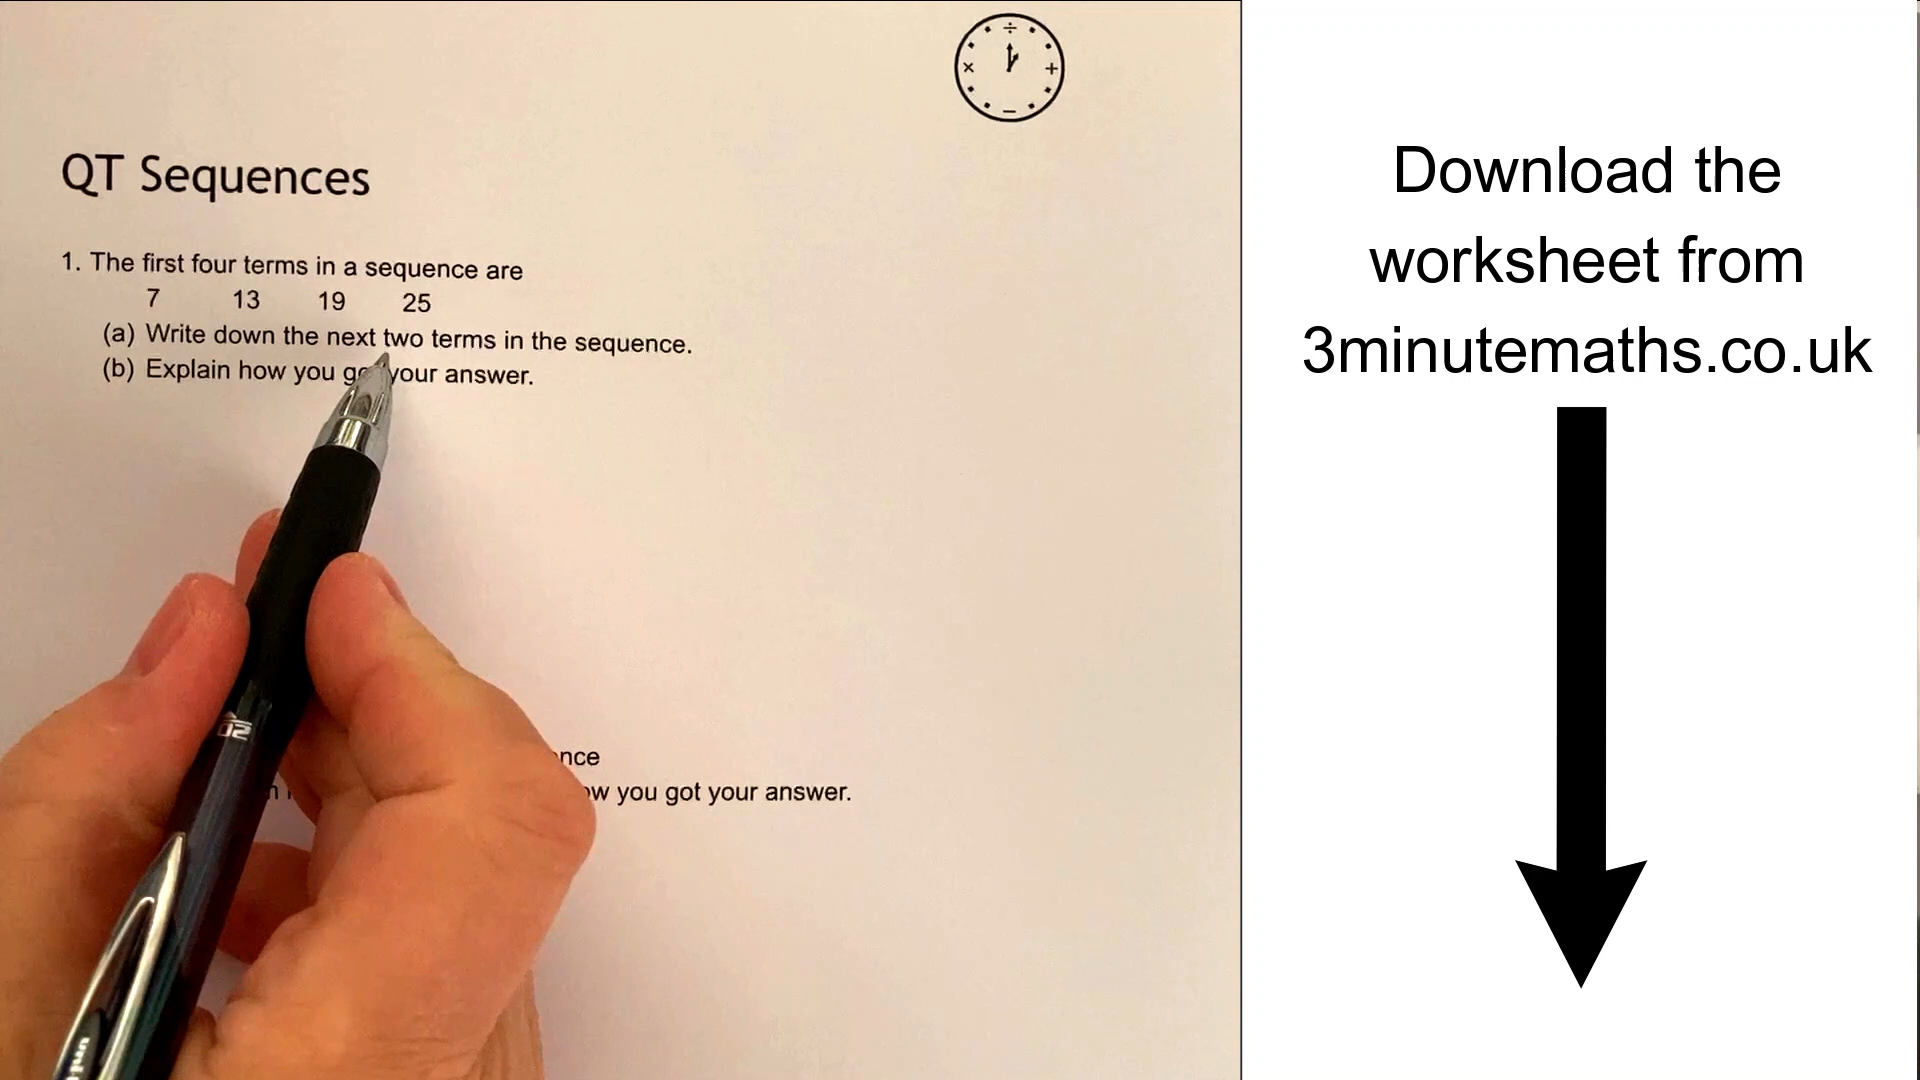 QT Sequences
1. The first four terms in a sequence are
7 13 19 25
(a) Write down the next two terms in the sequence.
(b) Explain how you your answer.
you got your answer.
Download the
worksheet from
3minutemaths.co.uk